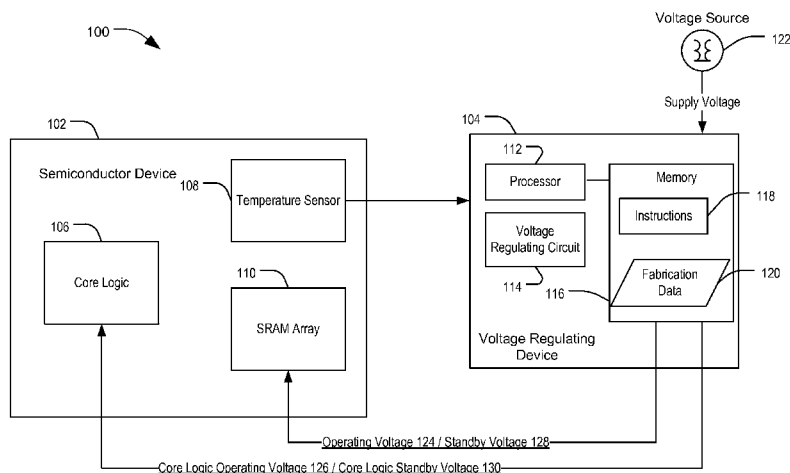 Voltage Source
100
122
Supply Voltage
102
104
Semiconductor Device
112
Memory
108
Temperature Sensor
Processor
118
Instructions
106
Core Logic
Voltage
Regulating Circuit
110
114
116
Fabrication
Data
120
SRAM Array
Voltage Regulating
Device
Operating Voltage 124 / Standby Voltage 128
Core Logic Operating Voltage 126 / Core Logic Standby Voltage 130